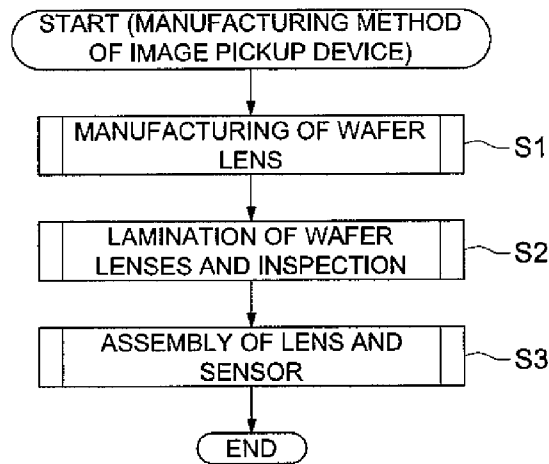 START (MANUFACTURING METHOD
OF IMAGE PICKUP DEVICE)
MANUFACTURING OF WAFER
LENS
S1
LAMINATION OF WAFER
LENSES AND INSPECTION
S2
ASSEMBLY OF LENS AND
SENSOR
S3
END